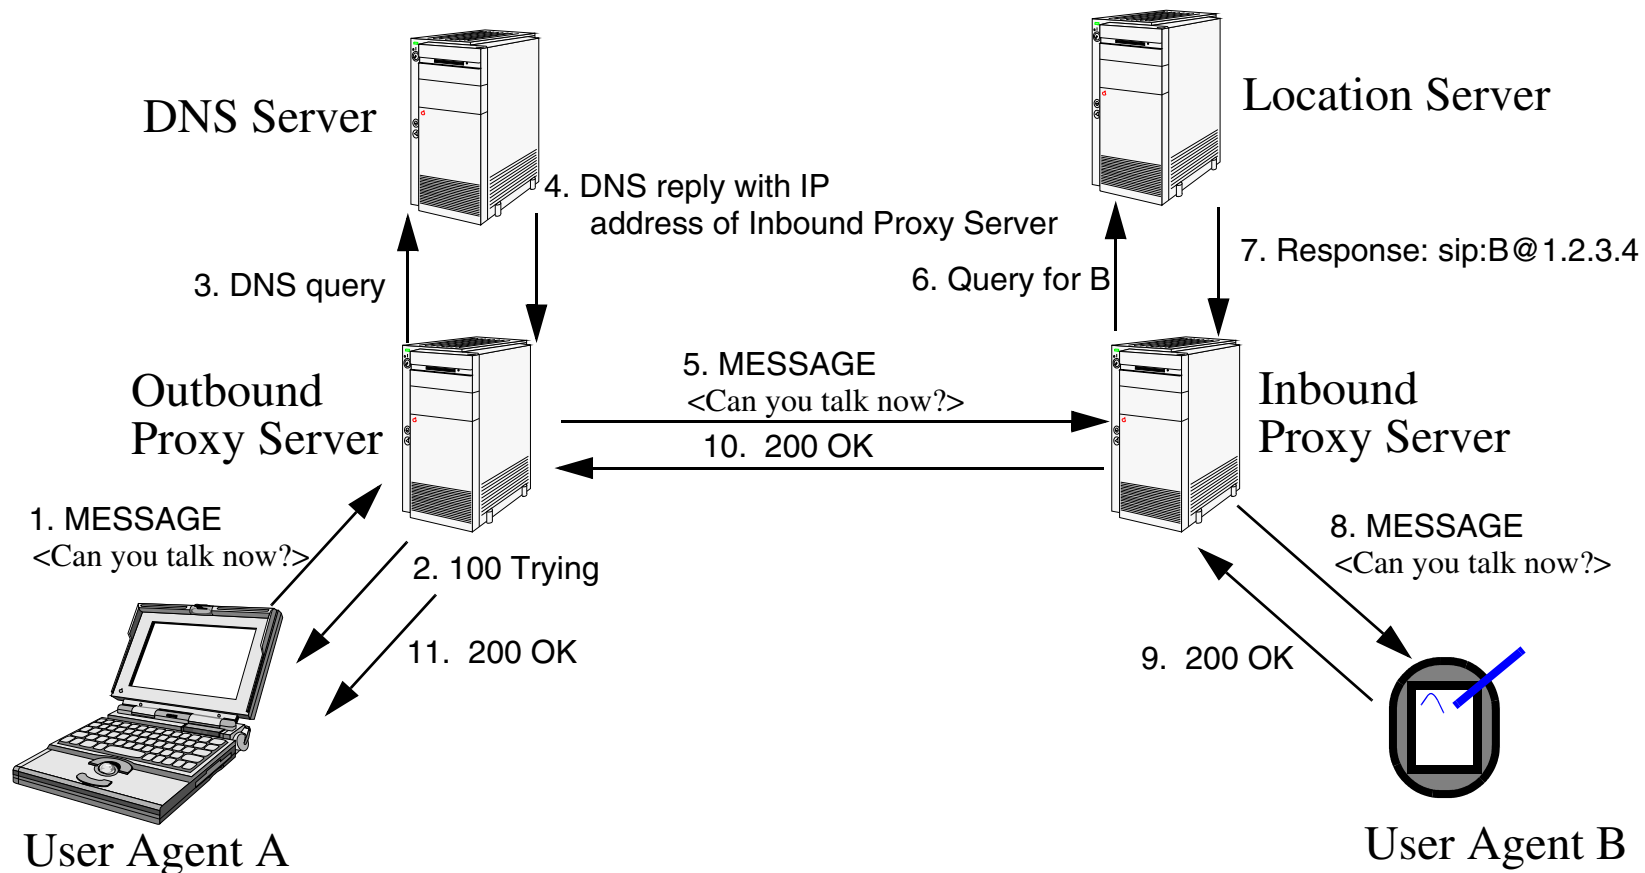 DNS Server
Location Server
4. DNS reply with IP
address of Inbound Proxy Server
7. Response: sip:B@1.2.3.4
3. DNS query
6. Query for B
5. MESSAGE
<Can you talk now?>
Outbound
Proxy Server
Inbound
Proxy Server
10. 200 OK
1. MESSAGE
<Can you talk now?>
8. MESSAGE
<Can you talk now?>
2. 100 Trying
11. 200 OK
9. 200 OK
User Agent A
User Agent B